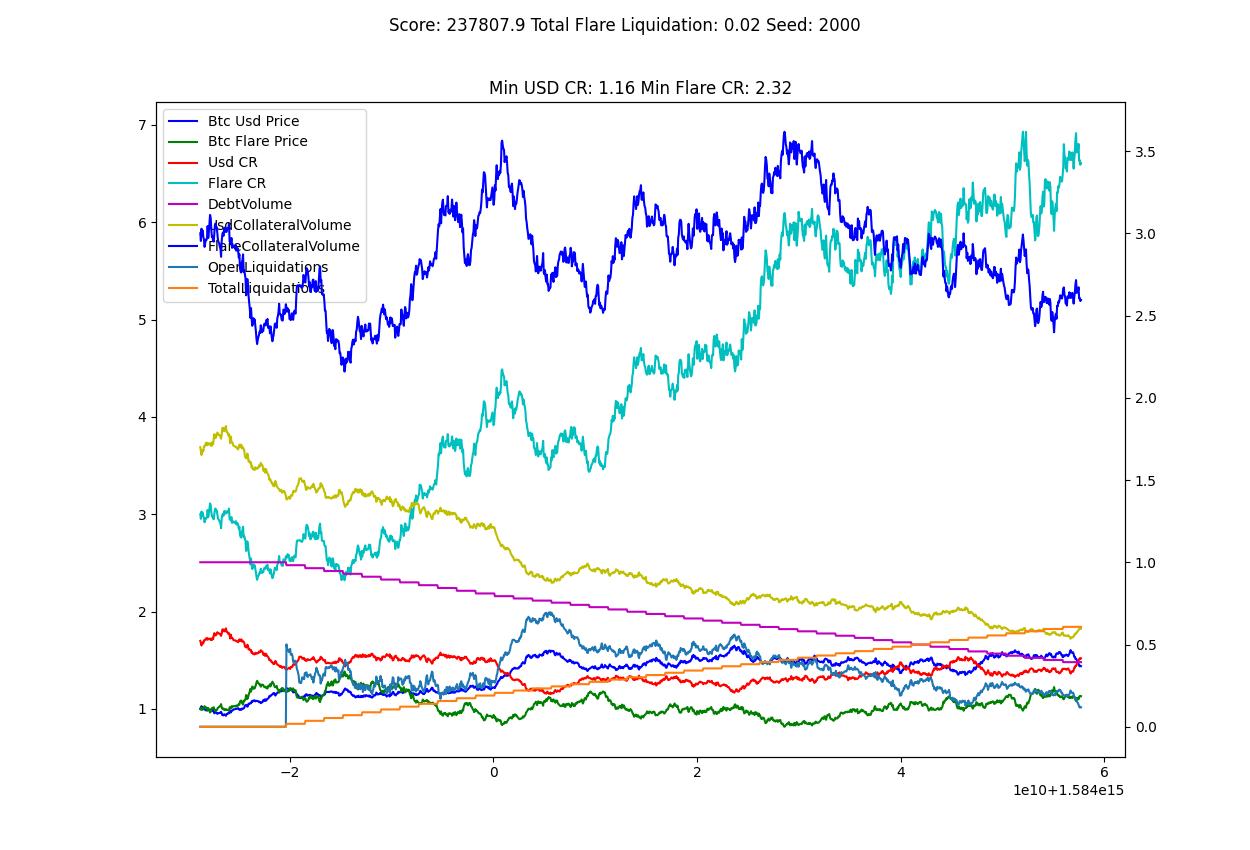 Score: 237807.9 Total Flare Liquidation: 0.02 Seed: 2000
Min USD CR: 1.16 Min Flare CR: 2.32
Btc Usd Price
Btc Flare Price
Usd CR
Flare CR
DebtVolume
UsdCollateralVolume
FlareCollateralVolume
OpenLiquidations
TotalLiquidations
7
6
5
4
3
2
1
3.5
3.0
2.5
2.0
1.5
1.0
0.5
0.0
−2
0
2
4
6
1e10+1.584e15